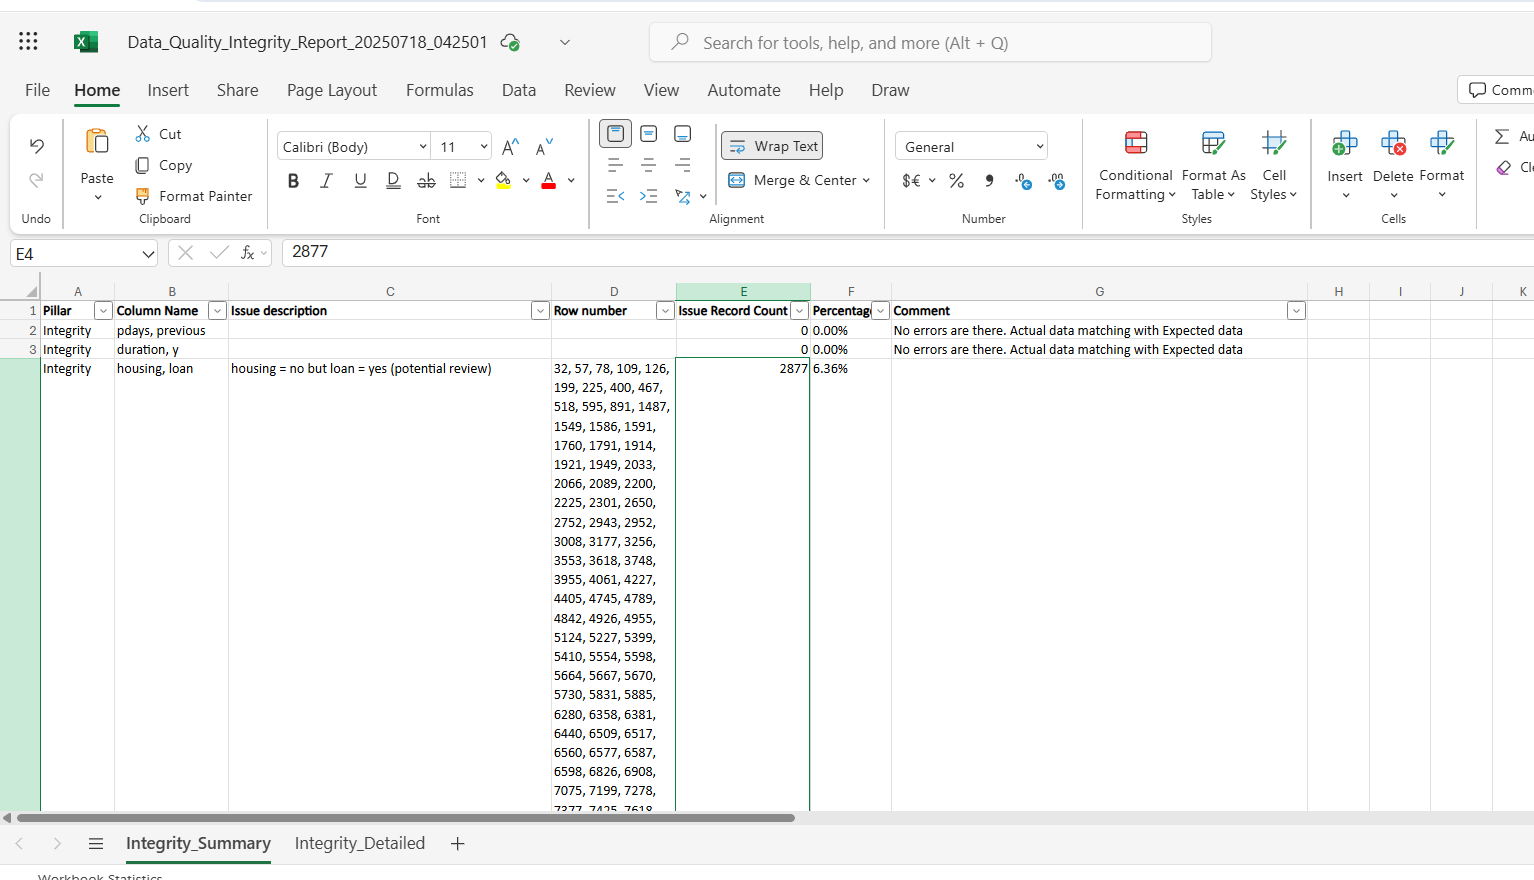 Data_Quality_Integrity_Report_20250718_042501
Search for tools, help, and more (Alt + Q)
File Home Insert Share Page Layout Formulas Data Review View Automate Help Draw
Cut
Copy
Format Painter
Paste
Undo
Clipboard
Calibri (Body) 11
Font
Wrap Text
Merge & Center
Alignment
General
Number
Conditional Formatting
Format As Table
Cell Styles
Styles
Insert Delete Format
Cells
E4
fx
2877
A B C D E F G H I J K
1 Pillar Column Name Issue description Row number Issue Record Count Percentag Comment
2 Integrity pdays, previous 0 0.00% No errors are there. Actual data matching with Expected data
3 Integrity duration, y 0 0.00% No errors are there. Actual data matching with Expected data
Integrity housing, loan housing = no but loan = yes (potential review) 32, 57, 78, 109, 126, 2877 6.36%
199, 225, 400, 467,
518, 595, 891, 1487,
1549, 1586, 1591,
1760, 1791, 1914,
1921, 1949, 2033,
2066, 2089, 2200,
2225, 2301, 2650,
2752, 2943, 2952,
3008, 3177, 3256,
3553, 3618, 3748,
3955, 4061, 4227,
4405, 4745, 4789,
4842, 4926, 4955,
5124, 5227, 5399,
5410, 5554, 5598,
5664, 5667, 5670,
5730, 5831, 5885,
6280, 6358, 6381,
6440, 6509, 6517,
6560, 6577, 6587,
6598, 6826, 6908,
7075, 7199, 7278,
7377, 7425, 7618
Integrity_Summary Integrity_Detailed
Workbook Statistics